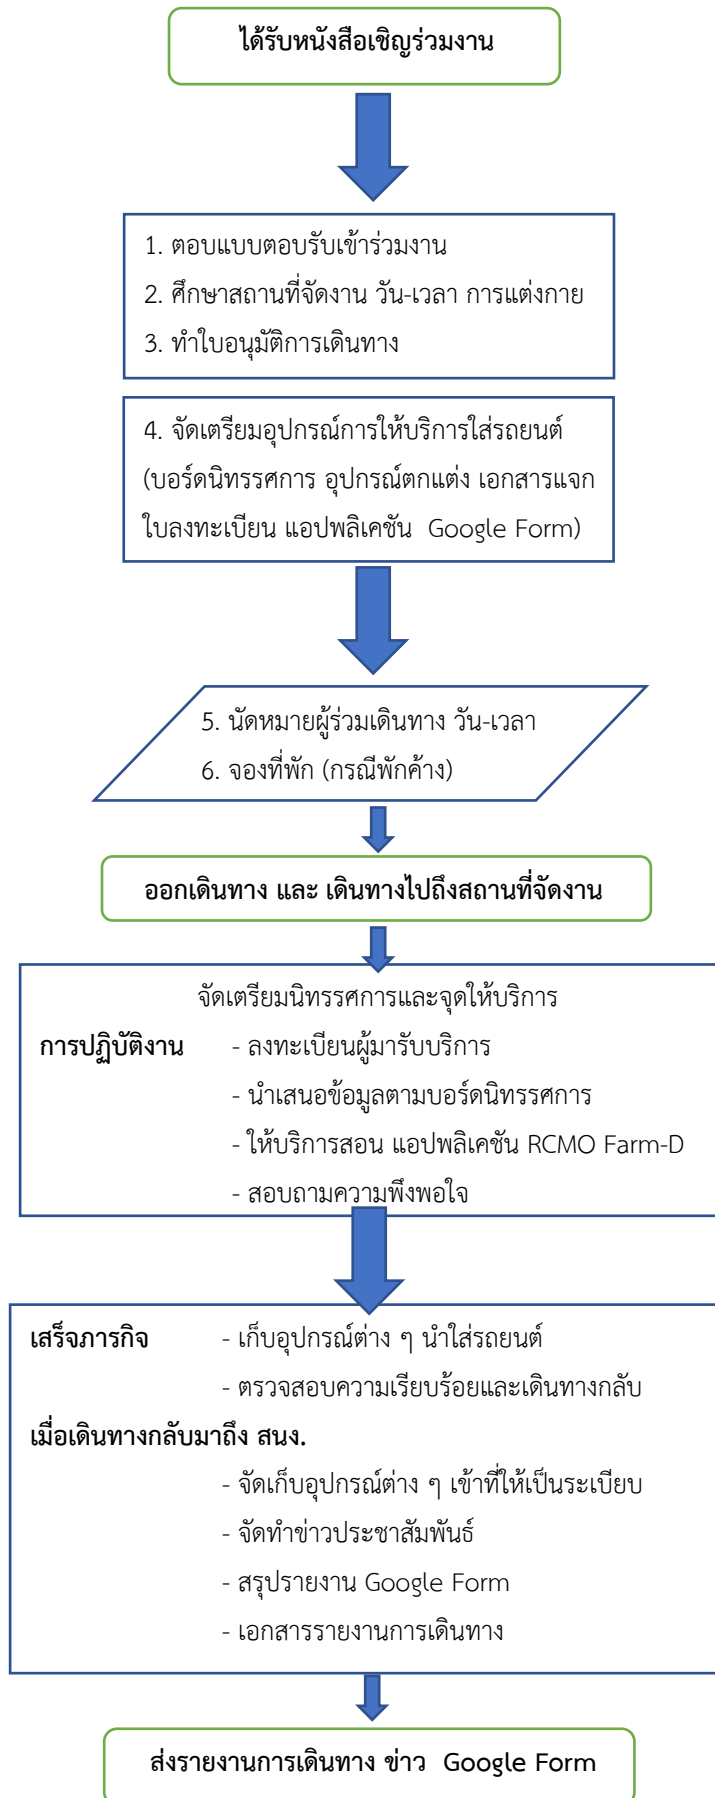 ได้รับหนังสือเชิญร่วมงาน
1. ตอบแบบตอบรับเข้าร่วมงาน
2. ศึกษาสถานที่จัดงาน วัน-เวลา การแต่งกาย
3. ทำใบอนุมัติการเดินทาง
4. จัดเตรียมอุปกรณ์การให้บริการใส่รถยนต์
(บอร์ดนิทรรศการ อุปกรณ์ตกแต่ง เอกสารแจก
ใบลงทะเบียน แอปพลิเคชัน Google Form)
5. นัดหมายผู้ร่วมเดินทาง วัน-เวลา
6. จองที่พัก (กรณีพักค้าง)
ออกเดินทาง และ เดินทางไปถึงสถานที่จัดงาน
จัดเตรียมนิทรรศการและจุดให้บริการ
การปฏิบัติงาน - ลงทะเบียนผู้มารับบริการ
- นำเสนอข้อมูลตามบอร์ดนิทรรศการ
- ให้บริการสอน แอปพลิเคชัน RCMO Farm-D
- สอบถามความพึงพอใจ
เสร็จภารกิจ - เก็บอุปกรณ์ต่าง ๆ นำใส่รถยนต์
- ตรวจสอบความเรียบร้อยและเดินทางกลับ
เมื่อเดินทางกลับมาถึง สนง.
- จัดเก็บอุปกรณ์ต่าง ๆ เข้าที่ให้เป็นระเบียบ
- จัดทำข่าวประชาสัมพันธ์
- สรุปรายงาน Google Form
- เอกสารรายงานการเดินทาง
ส่งรายงานการเดินทาง ข่าว Google Form